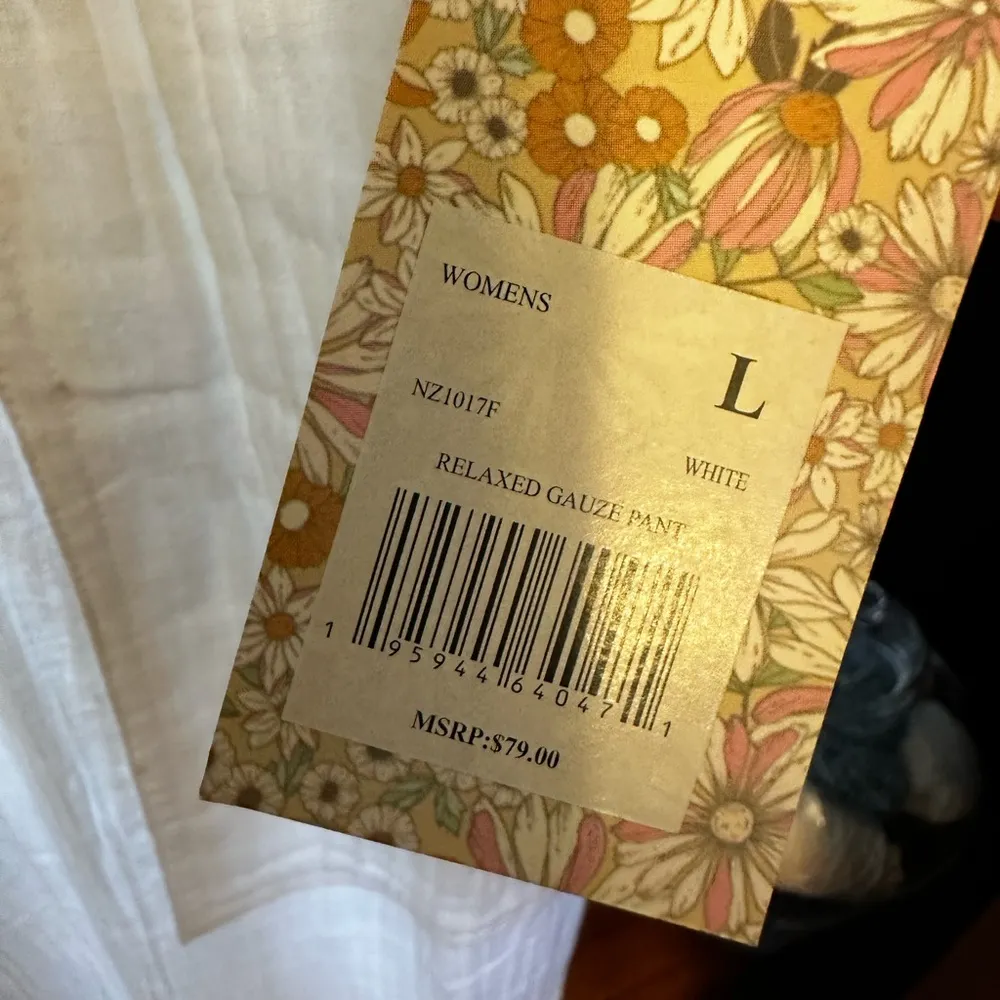 WOMENS
L
NZ1017F
WHITE
RELAXED GAUZE PANT
1 95944 64047 1
MSRP:$79.00